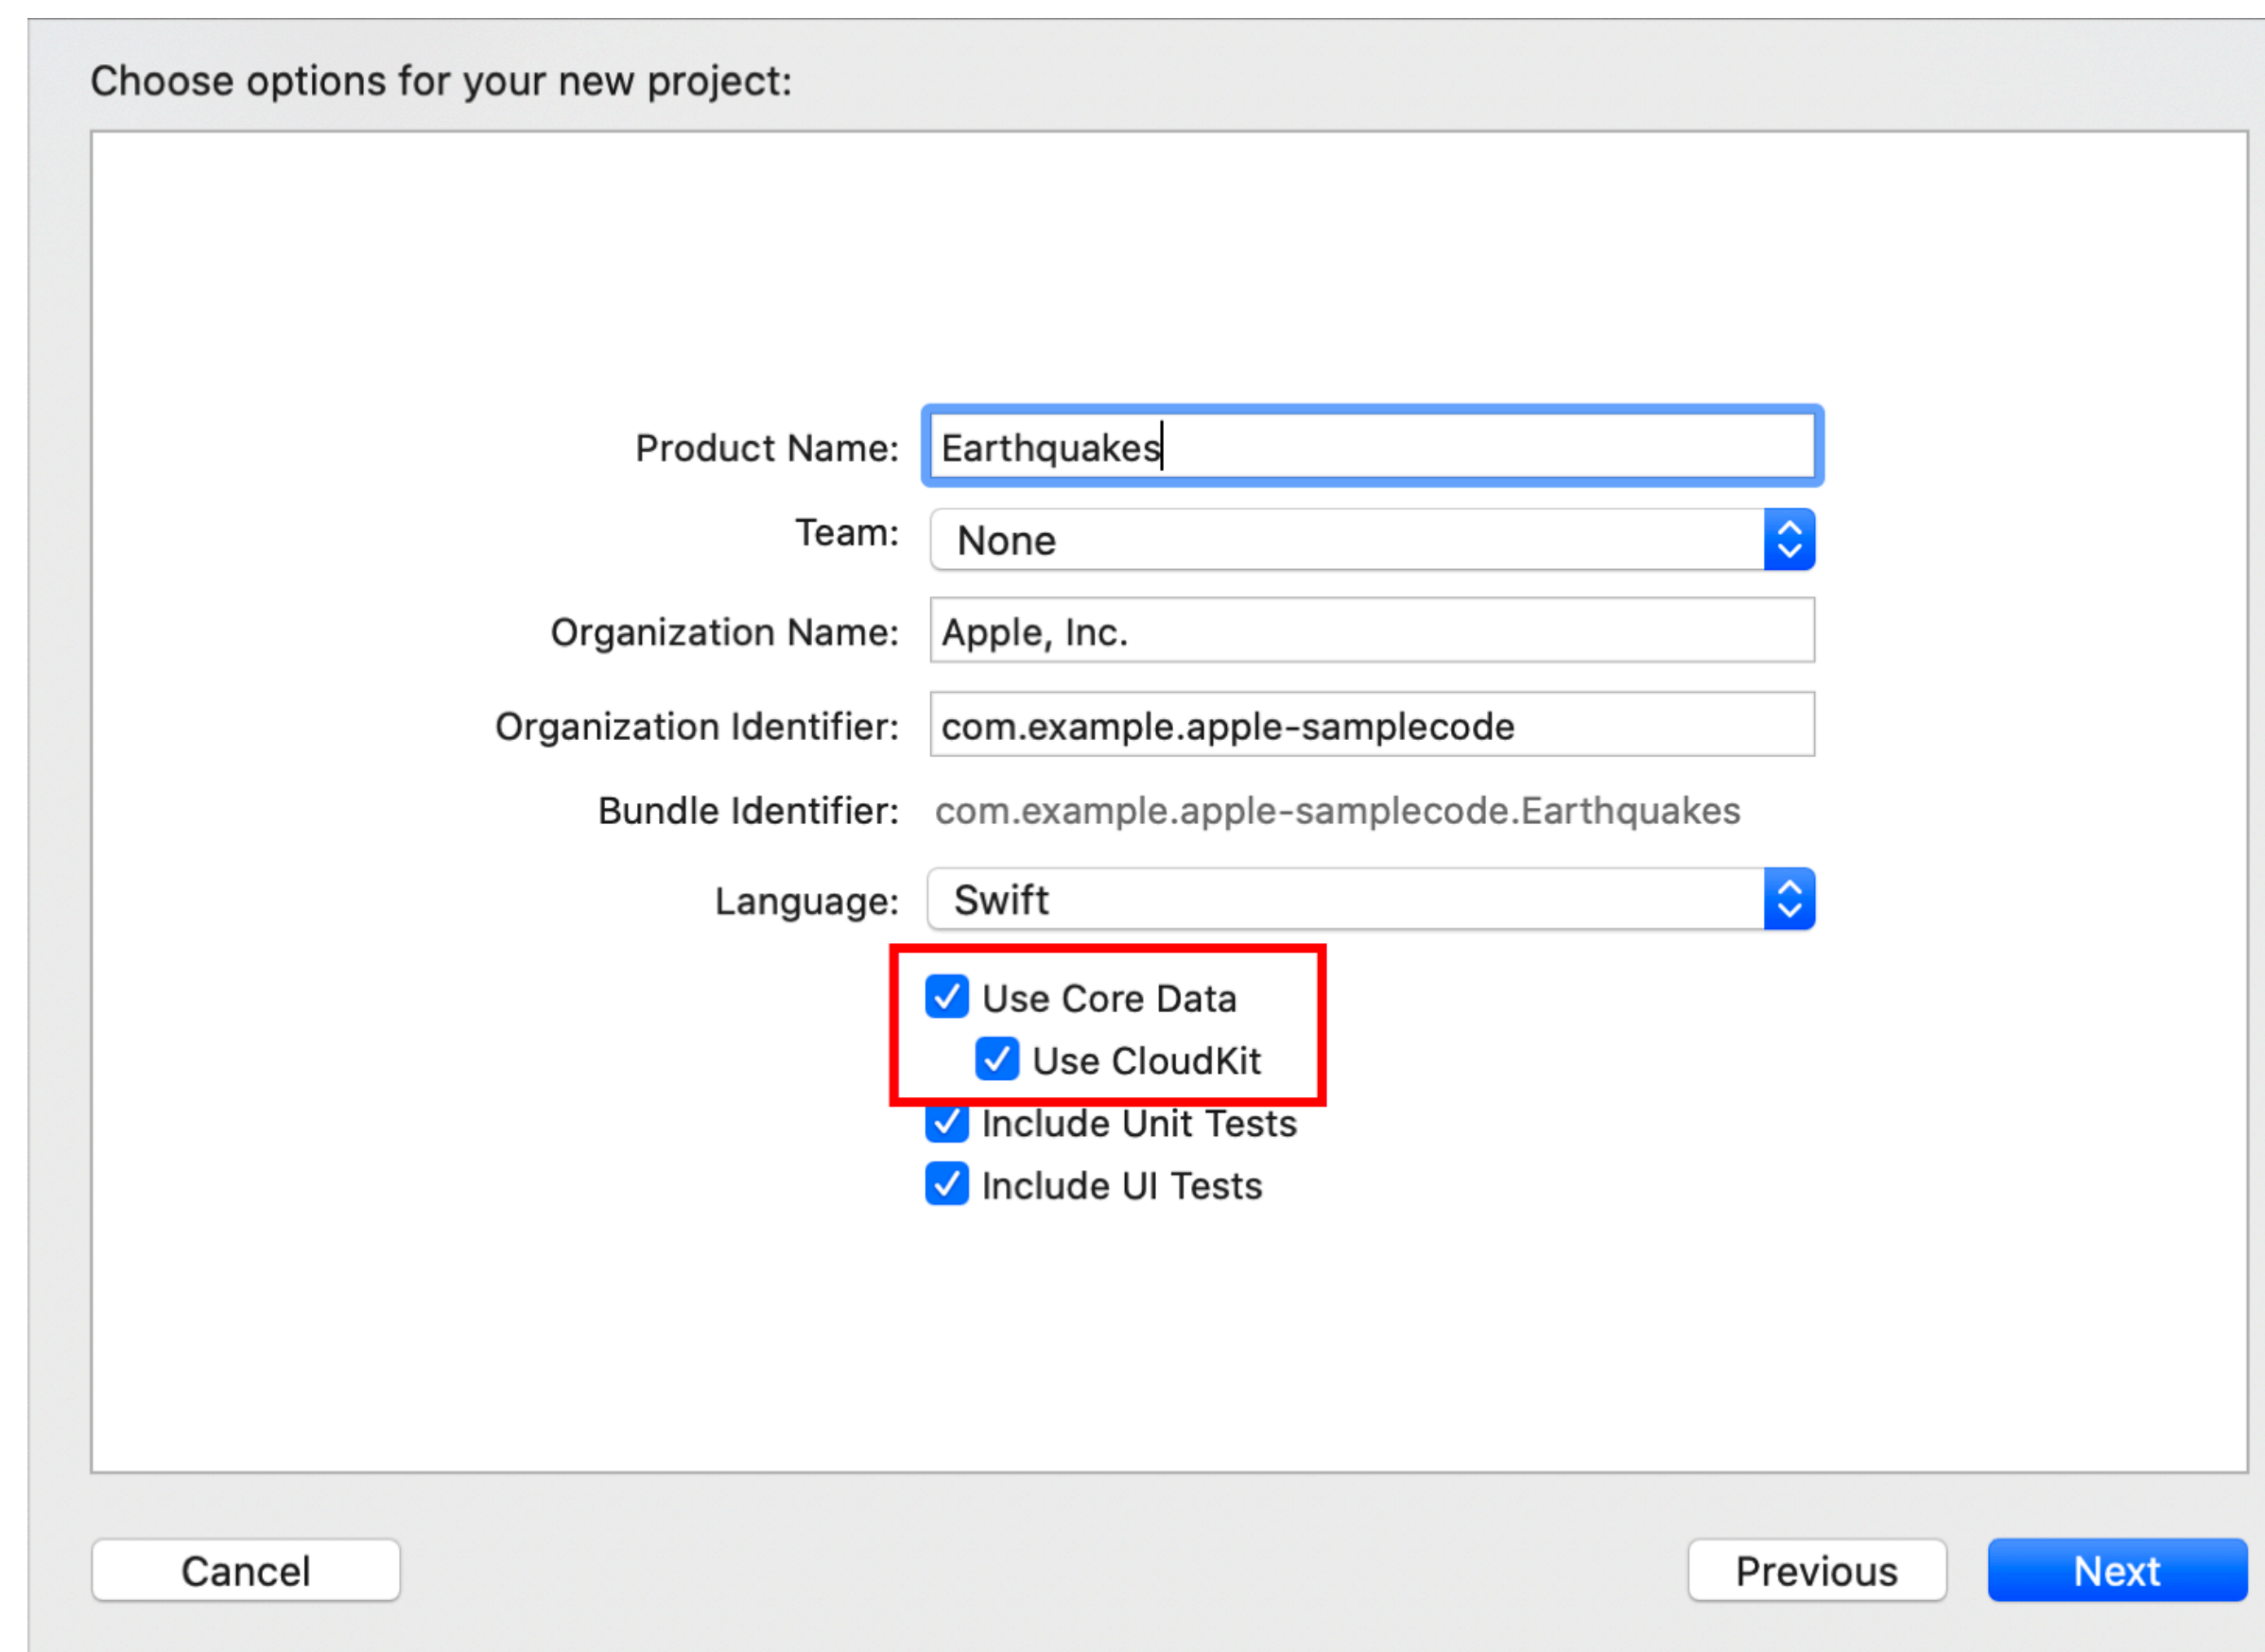 Choose options for your new project:
Product Name: Earthquakes
Team: None
Organization Name: Apple, Inc.
Organization Identifier: com.example.apple-samplecode
Bundle Identifier: com.example.apple-samplecode.Earthquakes
Language: Swift
Use Core Data
Use CloudKit
Include Unit Tests
Include UI Tests
Cancel Previous Next